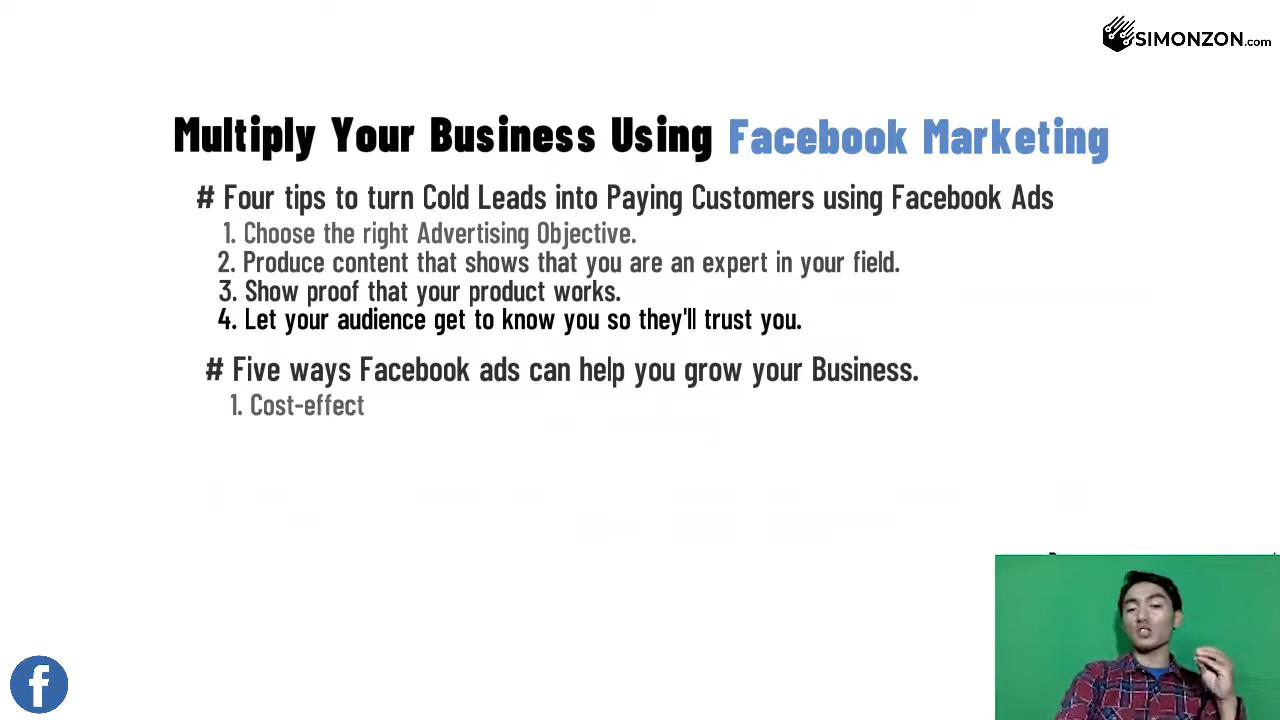 SIMONZON.com
Multiply Your Business Using Facebook Marketing
# Four tips to turn Cold Leads into Paying Customers using Facebook Ads
1. Choose the right Advertising Objective.
2. Produce content that shows that you are an expert in your field.
3. Show proof that your product works.
4. Let your audience get to know you so they'll trust you.
# Five ways Facebook ads can help you grow your Business.
1. Cost-effect
f